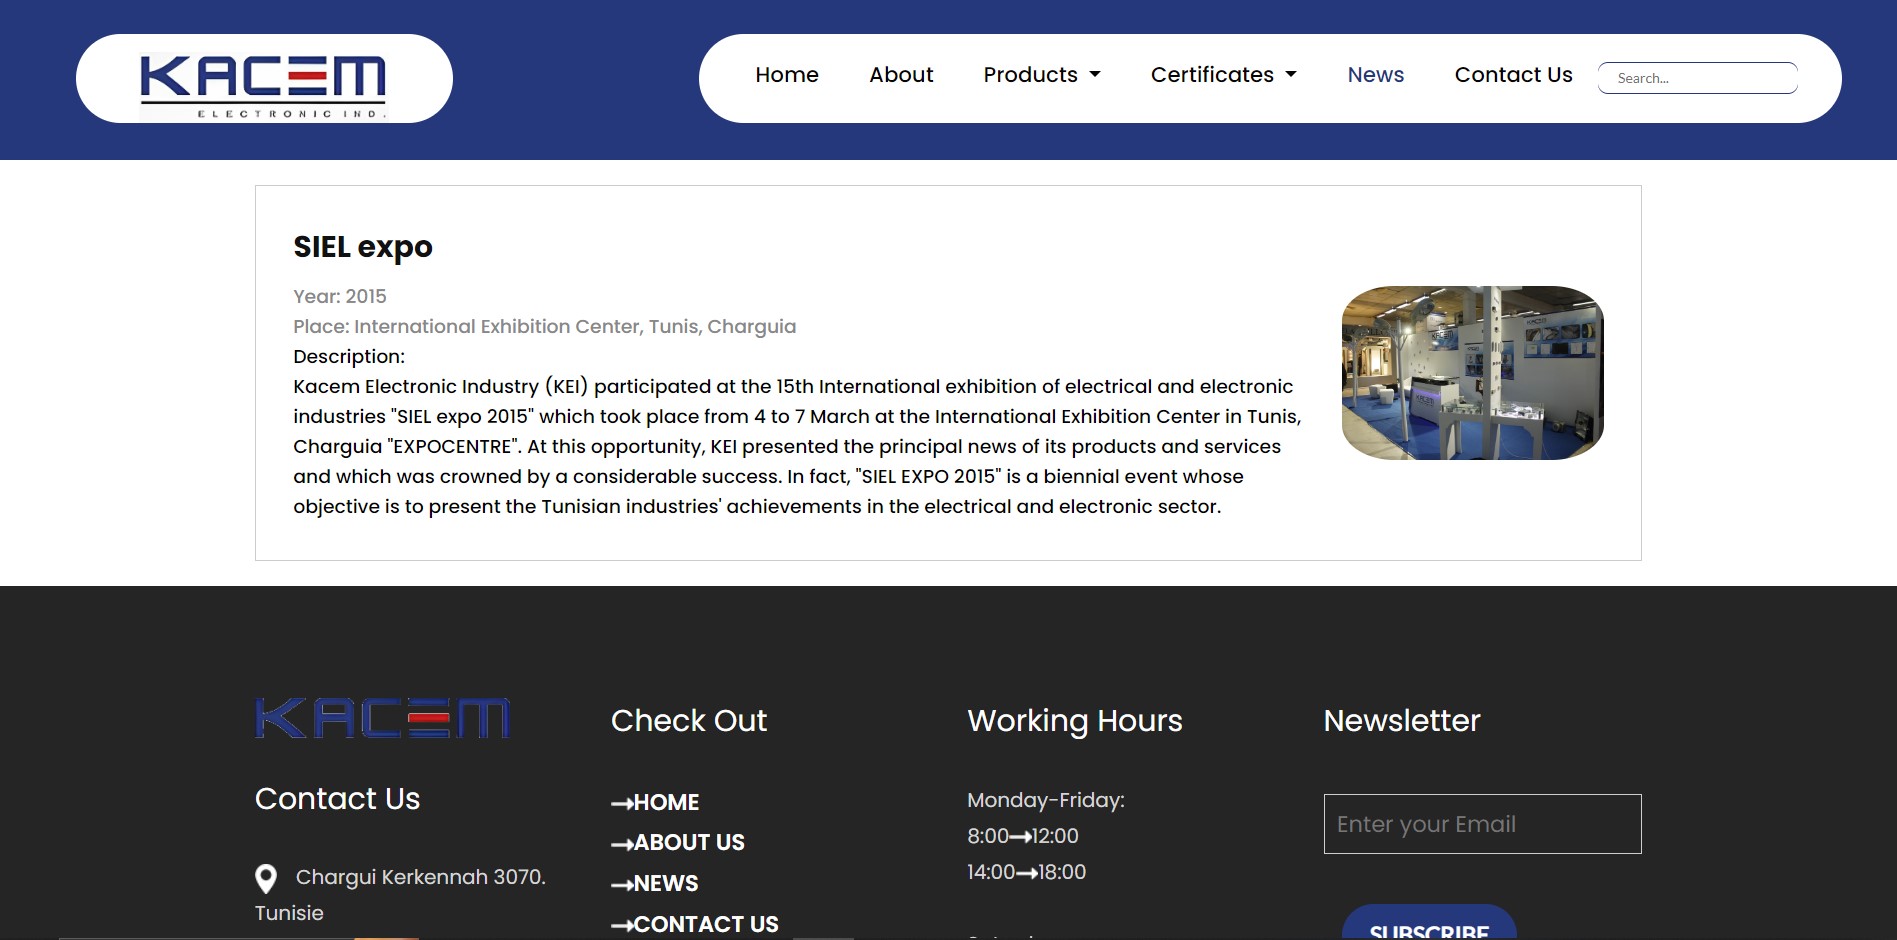 KACEM
ELECTRONIC IND.
Home
About
Products
Certificates
News
Contact Us
Search...
SIEL expo
Year: 2015
Place: International Exhibition Center, Tunis, Charguia
Description:
Kacem Electronic Industry (KEI) participated at the 15th International exhibition of electrical and electronic
industries "SIEL expo 2015" which took place from 4 to 7 March at the International Exhibition Center in Tunis,
Charguia "EXPOCENTRE". At this opportunity, KEI presented the principal news of its products and services
and which was crowned by a considerable success. In fact, "SIEL EXPO 2015" is a biennial event whose
objective is to present the Tunisian industries' achievements in the electrical and electronic sector.
KACEM
KACEM
KACEM
Contact Us
Chargui Kerkennah 3070.
Tunisie
Check Out
HOME
ABOUT US
NEWS
CONTACT US
Working Hours
Monday-Friday:
8:00→12:00
14:00→18:00
Newsletter
Enter your Email
SUBSCRIBE